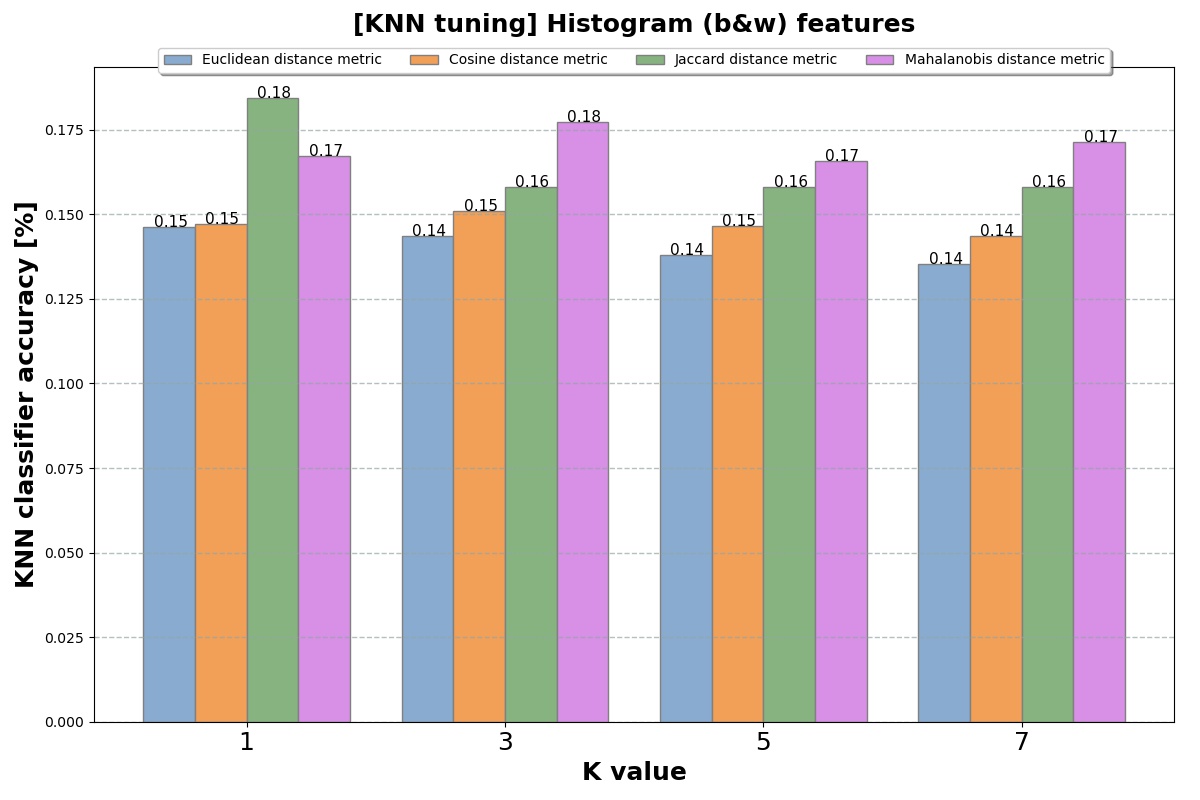 [KNN tuning] Histogram (b&w) features
Euclidean distance metric Cosine distance metric Jaccard distance metric Mahalanobis distance metric
KNN classifier accuracy [%]
0.175
0.150
0.125
0.100
0.075
0.050
0.025
0.000
0.15 0.15 0.18 0.17
0.14 0.15 0.16 0.18
0.14 0.15 0.16 0.17
0.14 0.14 0.16 0.17
1 3 5 7
K value